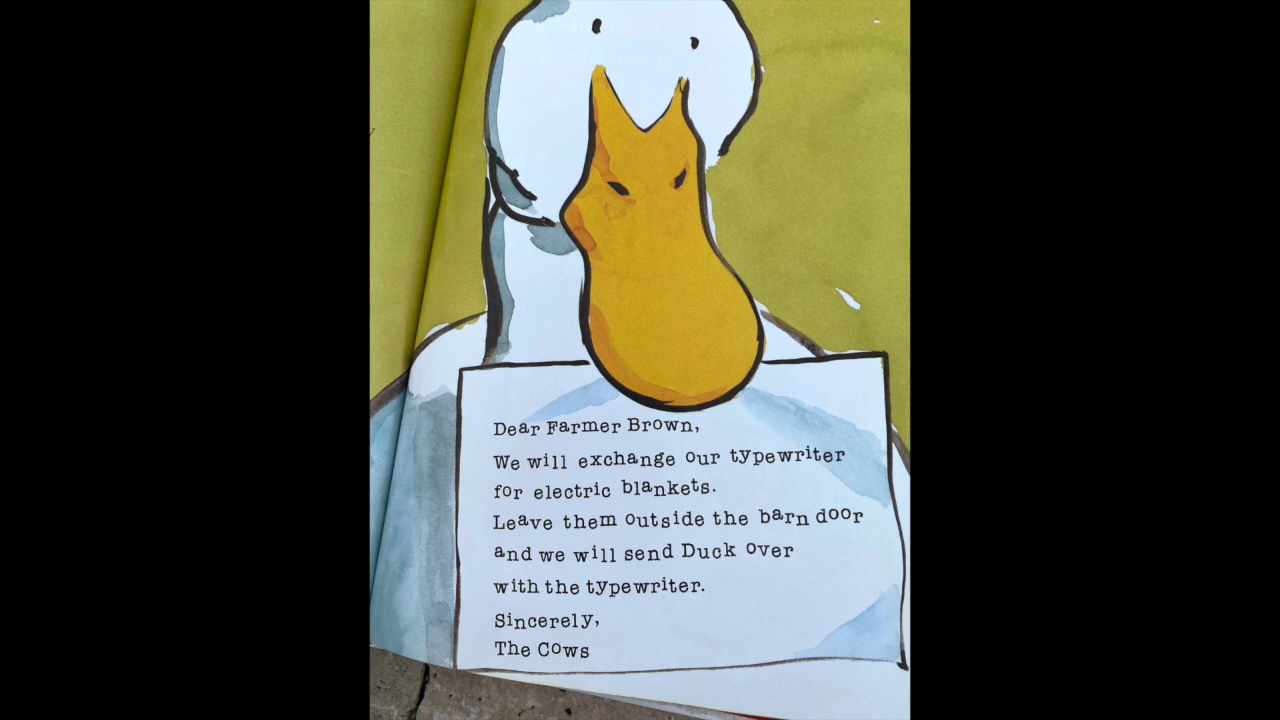 Dear Farmer Brown,
We will exchange our typewriter
for electric blankets.
Leave them outside the barn door
and we will send Duck over
with the typewriter.
Sincerely,
The Cows